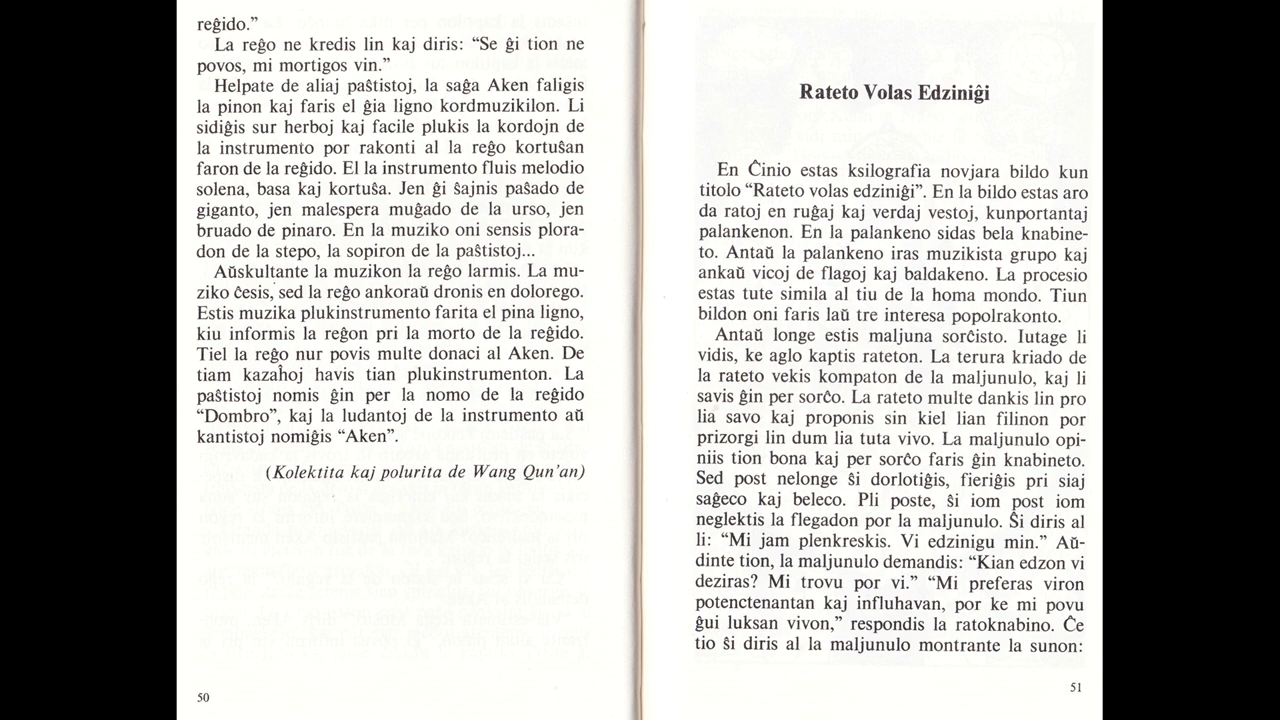 reĝido.”
La reĝo ne kredis lin kaj diris: “Se ĝi tion ne
povos, mi mortigos vin.”
Helpate de aliaj paŝtistoj, la saĝa Aken faligis
la pinon kaj faris el ĝia ligno kordmuzikilon. Li
sidiĝis sur herboj kaj facile plukis la kordojn de
la instrumento por rakonti al la reĝo kortuŝan
faron de la reĝido. El la instrumento fluis melodio
solena, basa kaj kortuŝa. Jen ĝi ŝajnis paŝado de
giganto, jen malespera muĝado de la urso, jen
bruado de pinaro. En la muziko oni sensis plora-
don de la stepo, la sopiron de la paŝtistoj...
Aŭskultante la muzikon la reĝo larmis. La mu-
ziko ĉesis, sed la reĝo ankoraŭ dronis en dolorego.
Estis muzika plukinstrumento farita el pina ligno,
kiu informis la reĝon pri la morto de la reĝido.
Tiel la reĝo nur povis multe donaci al Aken. De
tiam kazaĥoj havis tian plukinstrumenton. La
paŝtistoj nomis ĝin per la nomo de la reĝido
“Dombro”, kaj la ludantoj de la instrumento aŭ
kantistoj nomiĝis “Aken”.
(Kolektita kaj polurita de Wang Qun’an)
50
Rateto Volas Edziniĝi
En Ĉinio estas ksilografia novjara bildo kun
titolo “Rateto volas edziniĝi”. En la bildo estas aro
da ratoj en ruĝaj kaj verdaj vestoj, kunportantaj
palankenon. En la palankeno sidas bela knabine-
to. Antaŭ la palankeno iras muzikista grupo kaj
ankaŭ vicoj de flagoj kaj baldakeno. La procesio
estas tute simila al tiu de la homa mondo. Tiun
bildon oni faris laŭ tre interesa popolrakonto.
Antaŭ longe estis maljuna sorĉisto. Iutage li
vidis, ke aglo kaptis rateton. La terura kriado de
la rateto vekis kompaton de la maljunulo, kaj li
savis ĝin per sorĉo. La rateto multe dankis lin pro
lia savo kaj proponis sin kiel lian filinon por
prizorgi lin dum lia tuta vivo. La maljunulo opi-
niis tion bona kaj per sorĉo faris ĝin knabineto.
Sed post nelonge ŝi dorlotiĝis, fieriĝis pri siaj
saĝeco kaj beleco. Pli poste, ŝi iom post iom
neglektis la flegadon por la maljunulo. Ŝi diris al
li: “Mi jam plenkreskis. Vi edzinigu min.” Aŭ-
dinte tion, la maljunulo demandis: “Kian edzon vi
deziras? Mi trovu por vi.” “Mi preferas viron
potenctenantan kaj influhavan, por ke mi povu
ĝui luksan vivon,” respondis la ratoknabino. Ĉe
tio ŝi diris al la maljunulo montrante la sunon:
51